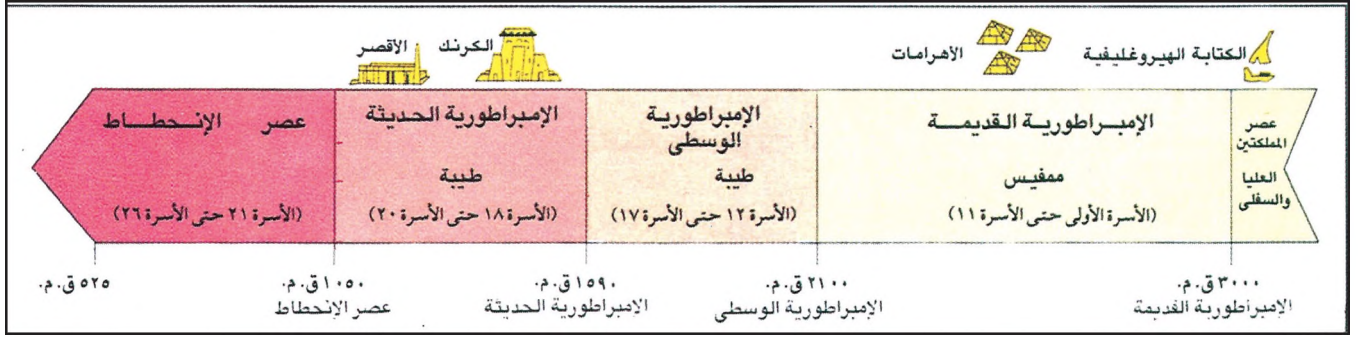 الكتابة الهيروغليفية
الأهرامات
الكرنك
الأقصر
عصر
المملكتين
العليا
والسفلى
الإمبراطورية القديمة
ممفيس
(الأسرة الأولى حتى الأسرة ١١)
الإمبراطورية
الوسطى
طيبة
(الأسرة ١٢ حتى الأسرة ١٧)
الإمبراطورية الحديثة
طيبة
(الأسرة ١٨ حتى الأسرة ٢٠)
عصر الإنحطاط
(الأسرة ٢١ حتى الأسرة ٢٦)
٣٠٠٠ ق.م.
الإمبراطورية القديمة
٢١٠٠ ق.م.
الإمبراطورية الوسطى
١٥٩٠ ق.م.
الإمبراطورية الحديثة
١٠٥٠ ق.م.
عصر الإنحطاط
٥٢٥ ق.م.